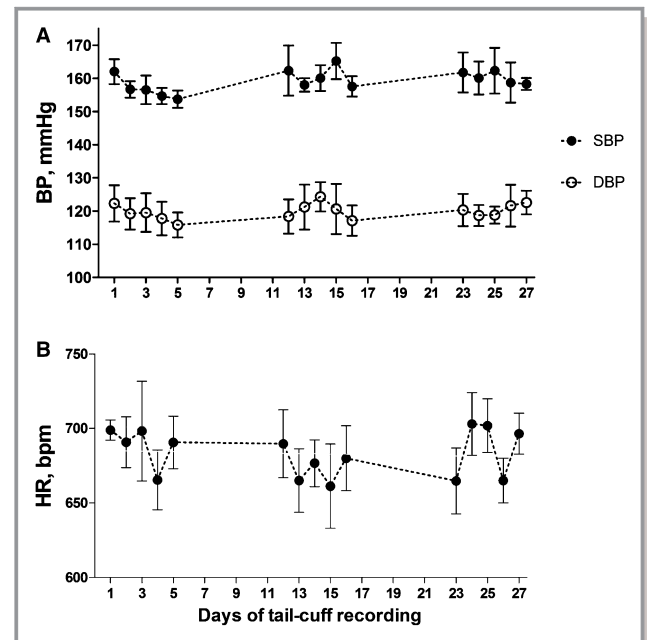 A
170
160
150
140
130
120
110
100
BP, mmHg
1 3 5 7 9 11 13 15 17 19 21 23 25 27
SBP
DBP
B
750
700
650
600
HR, bpm
1 3 5 7 9 11 13 15 17 19 21 23 25 27
Days of tail-cuff recording